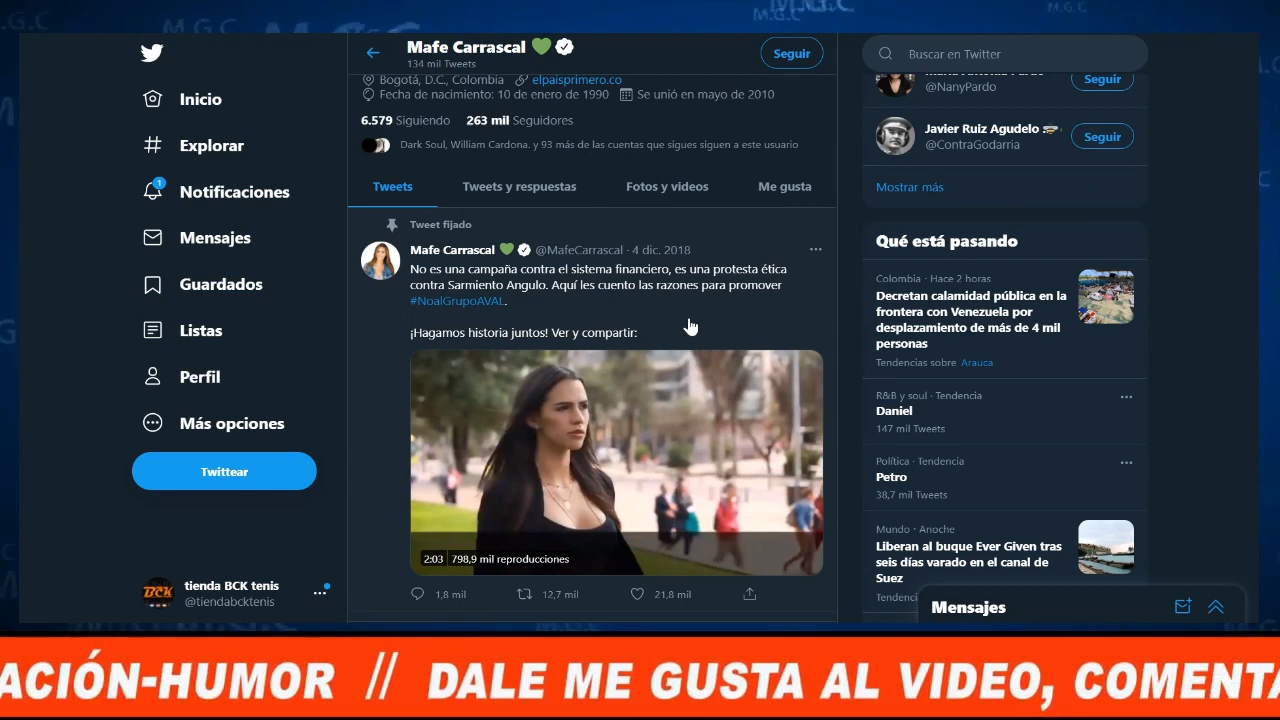 M.G.C
M.G.C
M.G.C
M.G.C
Inicio
Explorar
1
Notificaciones
Mensajes
Guardados
Listas
Perfil
Más opciones
Twittear
tienda BCK tenis
@tiendabcktenis
Mafe Carrascal
134 mil Tweets
Seguir
Bogotá, D.C., Colombia elpaisprimero.co
Fecha de nacimiento: 10 de enero de 1990 Se unió en mayo de 2010
6.579 Siguiendo 263 mil Seguidores
Dark Soul, William Cardona. y 93 más de las cuentas que sigues siguen a este usuario
Tweets Tweets y respuestas Fotos y videos Me gusta
Tweet fijado
Mafe Carrascal @MafeCarrascal · 4 dic. 2018
No es una campaña contra el sistema financiero, es una protesta ética
contra Sarmiento Angulo. Aquí les cuento las razones para promover
#NoalGrupoAVAL.
¡Hagamos historia juntos! Ver y compartir:
2:03 798,9 mil reproducciones
1,8 mil 12,7 mil 21,8 mil
Buscar en Twitter
@NanyPardo
Seguir
Javier Ruiz Agudelo
@ContraGodarria
Seguir
Mostrar más
Qué está pasando
Colombia · Hace 2 horas
Decretan calamidad pública en la
frontera con Venezuela por
desplazamiento de más de 4 mil
personas
Tendencias sobre Arauca
R&B y soul · Tendencia
Daniel
147 mil Tweets
Política · Tendencia
Petro
38,7 mil Tweets
Mundo · Anoche
Liberan al buque Ever Given tras
seis días varado en el canal de
Suez
Mensajes
BCK
ACIÓN-HUMOR // DALE ME GUSTA AL VIDEO, COMENTA